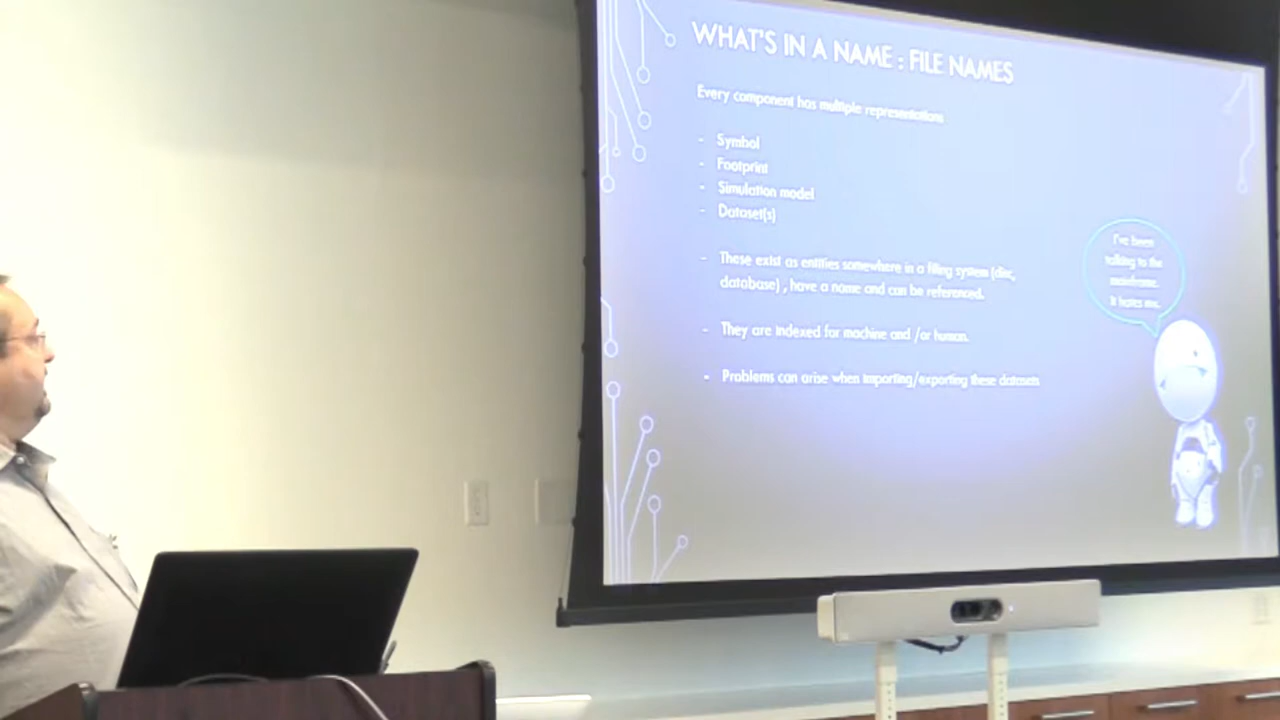 WHAT'S IN A NAME : FILE NAMES
Every component has multiple representations
- Symbol
- Footprint
- Simulation model
- Dataset(s)
- These exist as entities somewhere in a filing system (disc,
database) , have a name and can be referenced.
- They are indexed for machine and /or human.
- Problems can arise when importing/exporting these datasets
I've been
talking to the
mainframe.
It hates me.